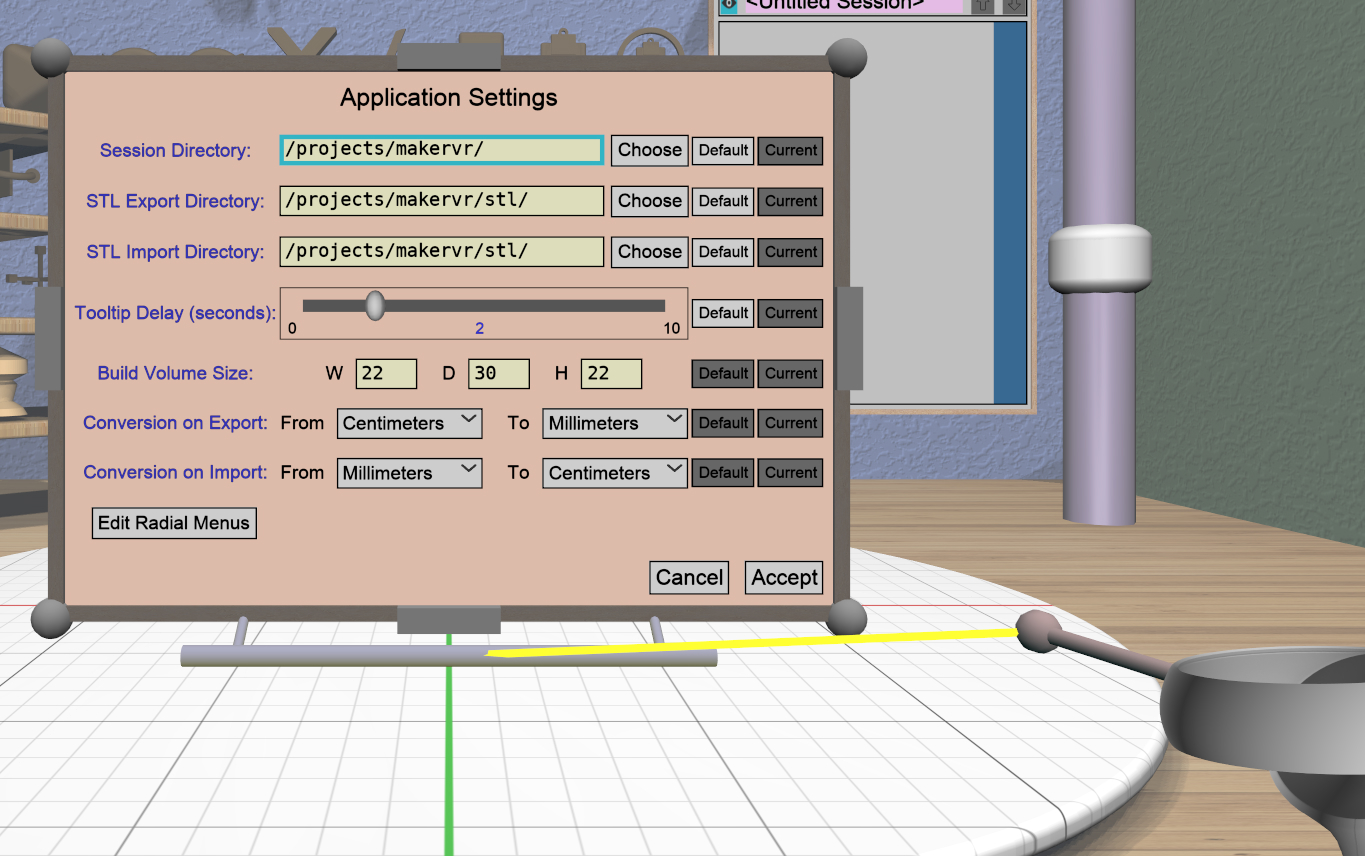 <Untitled Session>
Application Settings
Session Directory: /projects/makervr/ Choose Default Current
STL Export Directory: /projects/makervr/stl/ Choose Default Current
STL Import Directory: /projects/makervr/stl/ Choose Default Current
Tooltip Delay (seconds): 0 2 10 Default Current
Build Volume Size: W 22 D 30 H 22 Default Current
Conversion on Export: From Centimeters To Millimeters Default Current
Conversion on Import: From Millimeters To Centimeters Default Current
Edit Radial Menus
Cancel Accept